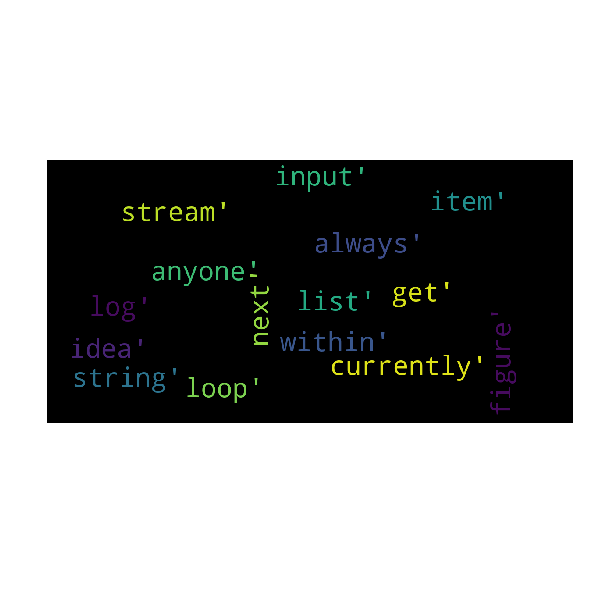 input'
item'
stream'
always'
anyone'
get'
list'
log'
next'
within'
idea'
currently'
figure'
string'
loop'